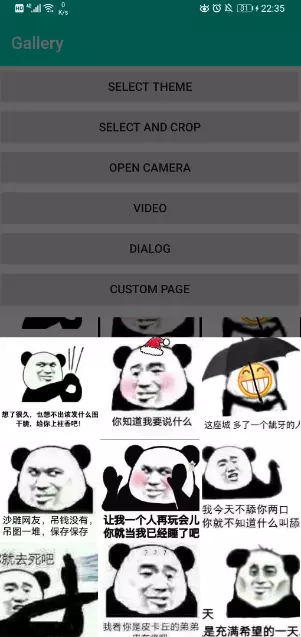 HD 4G 0 K/s 31 22:35
Gallery
SELECT THEME
SELECT AND CROP
OPEN CAMERA
VIDEO
DIALOG
CUSTOM PAGE
想了很久，也想不出该发什么图
干脆，给你上柱香吧！
你知道我要说什么
这座城 多了一个龇牙的人
沙雕网友，吊钱没有，
吊图一堆，保存保存
让我一个人再玩会儿
你就当我已经睡了吧
我今天不舔你两口
你就不知道什么叫舔
就去死吧
? ? ?
我者你是皮卡丘的弟弟
天
是充满希望的一天